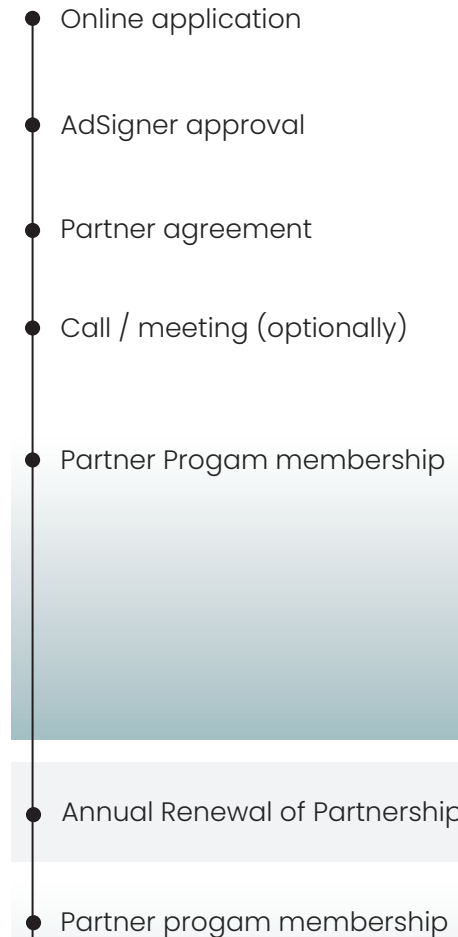 Online application
AdSigner approval
Partner agreement
Call / meeting (optionally)
Partner Progam membership
Annual Renewal of Partnership
Partner progam membership